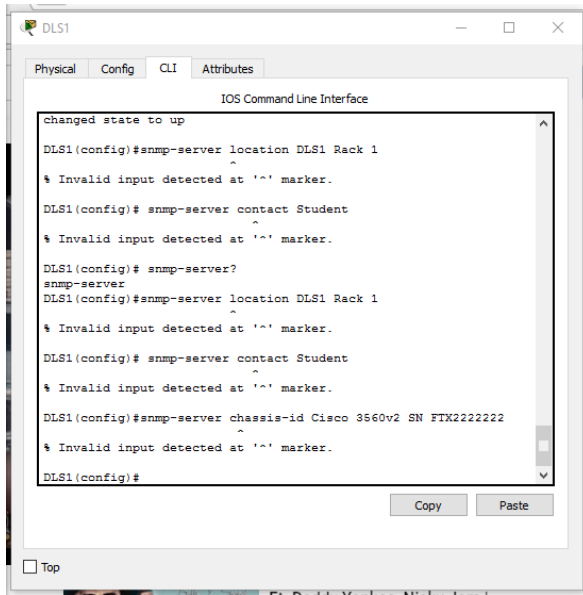 DLS1
Physical Config CLI Attributes
IOS Command Line Interface
changed state to up
DLS1(config)#snmp-server location DLS1 Rack 1
^
% Invalid input detected at '^' marker.
DLS1(config)# snmp-server contact Student
^
% Invalid input detected at '^' marker.
DLS1(config)# snmp-server?
snmp-server
DLS1(config)#snmp-server location DLS1 Rack 1
^
% Invalid input detected at '^' marker.
DLS1(config)# snmp-server contact Student
^
% Invalid input detected at '^' marker.
DLS1(config)#snmp-server chassis-id Cisco 3560v2 SN FTX2222222
^
% Invalid input detected at '^' marker.
DLS1(config)#
Copy Paste
Top